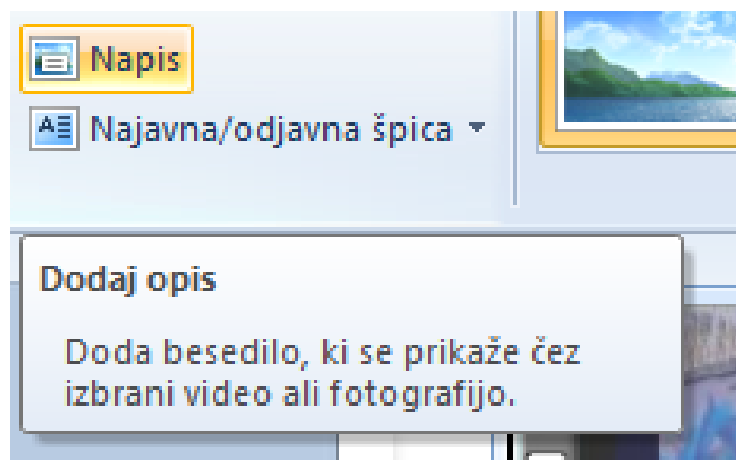 Napis
Najavna/odjavna špica
Dodaj opis
Doda besedilo, ki se prikaže čez
izbrani video ali fotografijo.